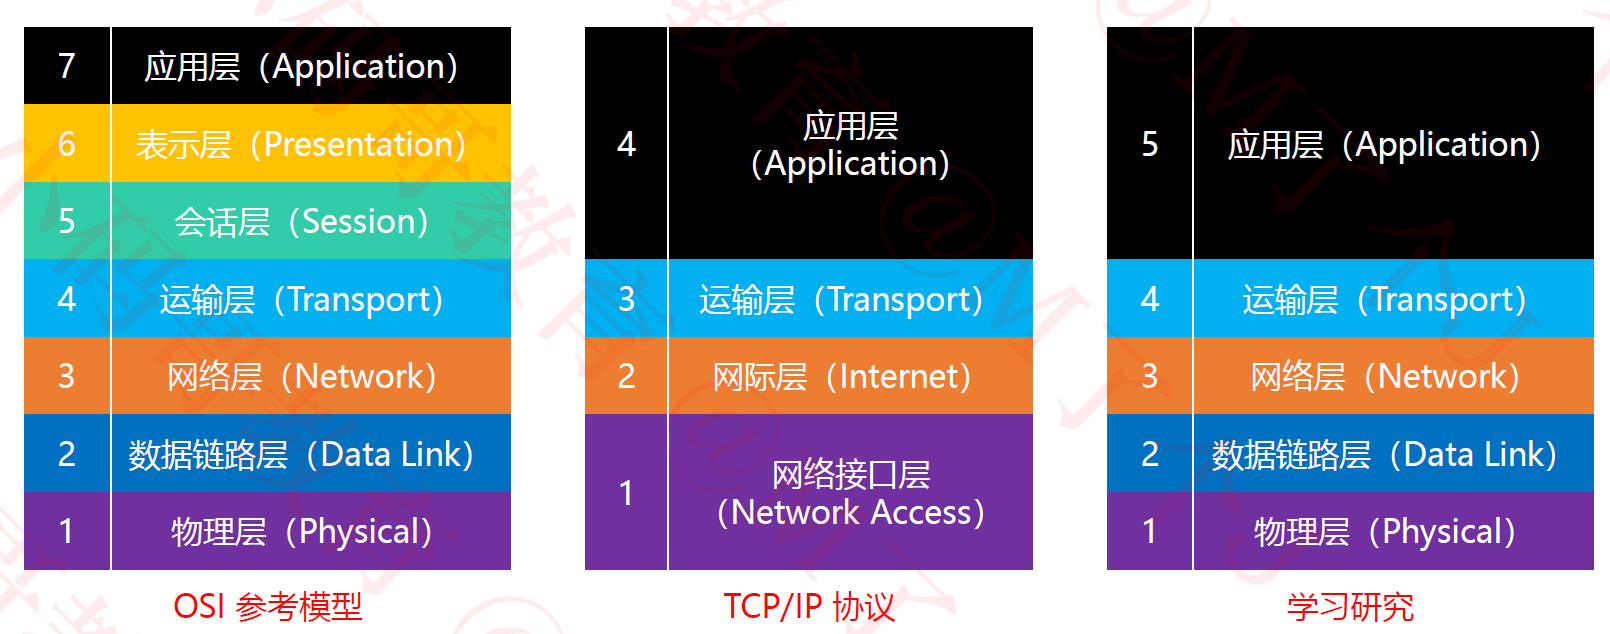 7 应用层（Application）
6 表示层（Presentation）
5 会话层（Session）
4 运输层（Transport）
3 网络层（Network）
2 数据链路层（Data Link）
1 物理层（Physical）
OSI 参考模型
4 应用层
（Application）
3 运输层（Transport）
2 网际层（Internet）
1 网络接口层
（Network Access）
TCP/IP 协议
5 应用层（Application）
4 运输层（Transport）
3 网络层（Network）
2 数据链路层（Data Link）
1 物理层（Physical）
学习研究